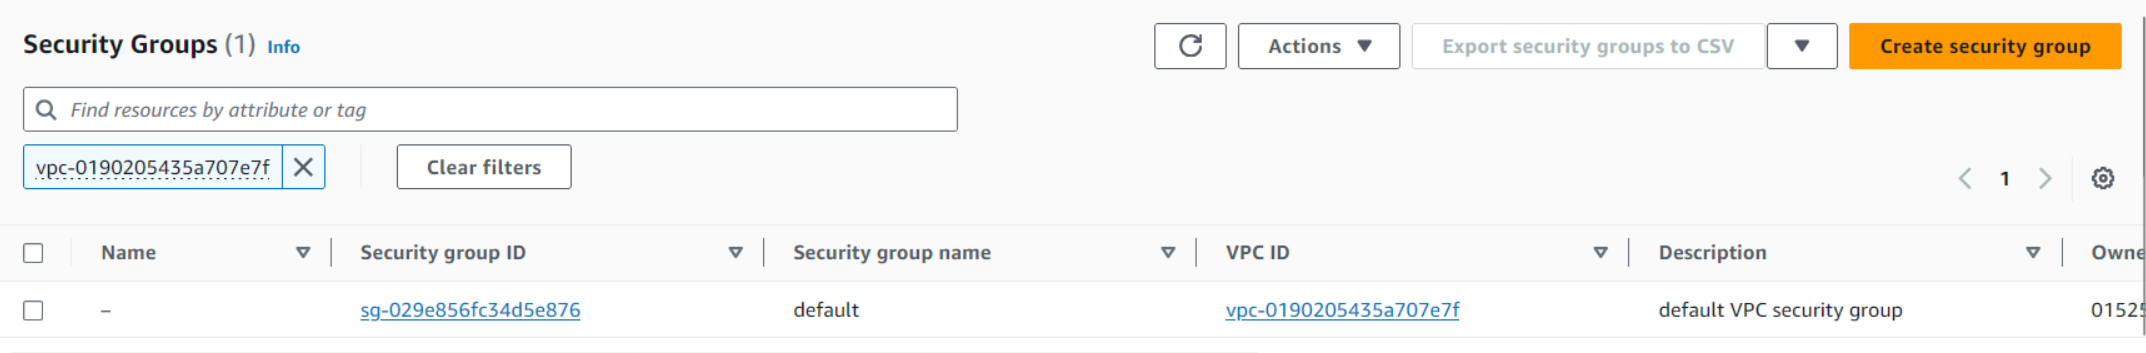 Security Groups (1) Info
Actions
Export security groups to CSV
Create security group
Find resources by attribute or tag
vpc-0190205435a707e7f
Clear filters
1
Name Security group ID Security group name VPC ID Description Owne
– sg-029e856fc34d5e876 default vpc-0190205435a707e7f default VPC security group 01525